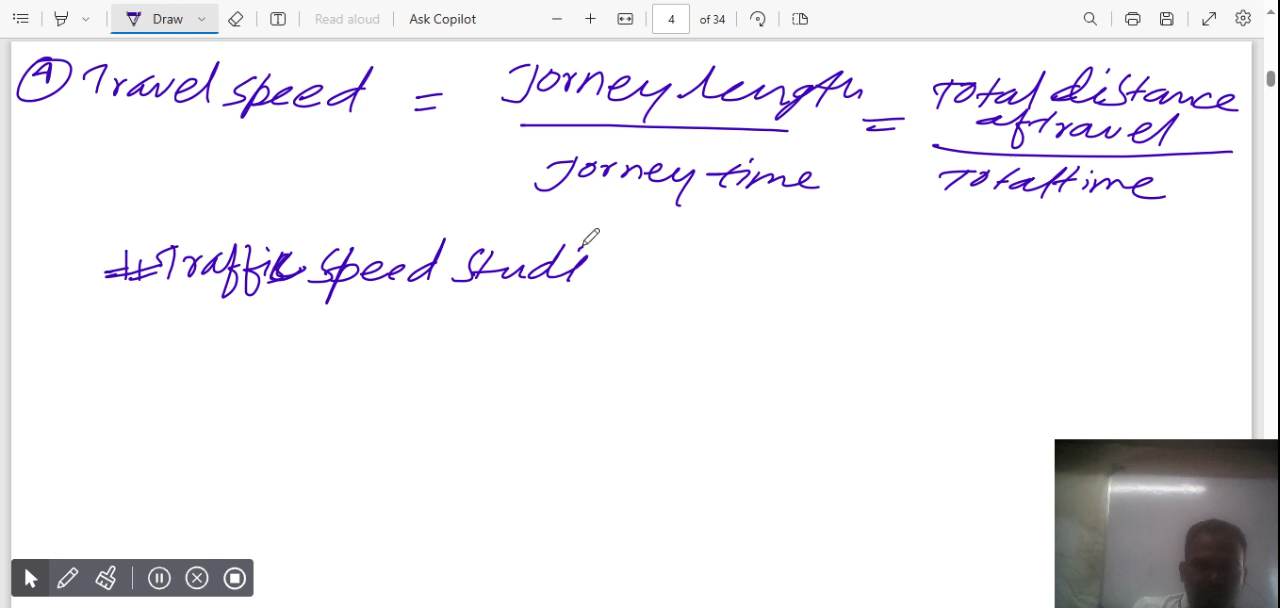 Draw
Read aloud
Ask Copilot
4 of 34
④ Travel speed = Jorney length / Jorney time = Total distance of travel / Total time
# Traffic Speed Studi